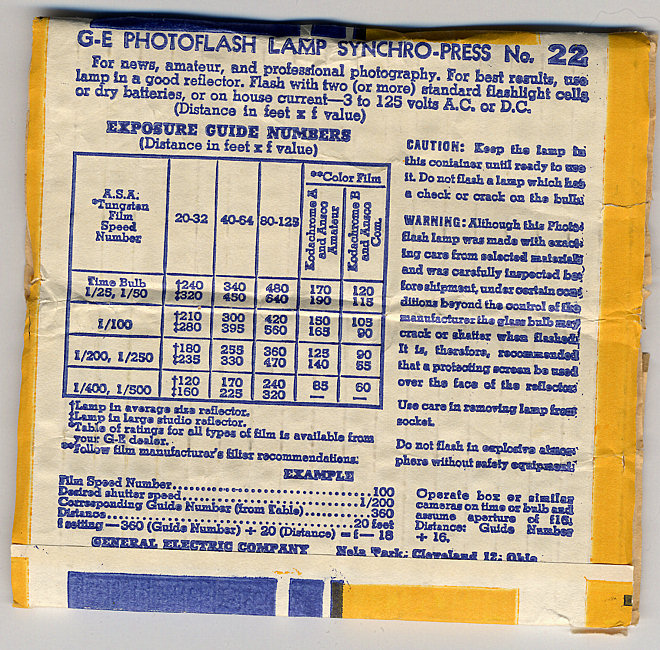 G-E PHOTOFLASH LAMP SYNCHRO-PRESS No. 22
For news, amateur, and professional photography. For best results, use
lamp in a good reflector. Flash with two (or more) standard flashlight cells
or dry batteries, or on house current—3 to 125 volts A.C. or D.C.
(Distance in feet x f value)
EXPOSURE GUIDE NUMBERS
(Distance in feet x f value)
A.S.A. *Tungsten Film Speed Number
20-32 40-64 80-125
**Color Film
Kodachrome A and Ansco Amateur
Kodachrome B and Ansco Com.
Time Bulb †240 340 480 170 120
1/25, 1/50 ‡320 450 640 190 115
1/100 †210 300 420 150 105
‡280 395 560 165 90
1/200, 1/250 †180 255 360 125 90
‡235 330 470 140 55
1/400, 1/500 †120 170 240 85 60
‡160 225 320 — —
†Lamp in average size reflector.
‡Lamp in large studio reflector.
*Table of ratings for all types of film is available from
your G-E dealer.
**Follow film manufacturer's filter recommendations.
EXAMPLE
Film Speed Number..............................100
Desired shutter speed..............................1/200
Corresponding Guide Number (from Table).........360
Distance..............................20 feet
f setting—360 (Guide Number) ÷ 20 (Distance) = f—18
GENERAL ELECTRIC COMPANY Nela Park, Cleveland 12, Ohio
CAUTION: Keep the lamp in
this container until ready to use
it. Do not flash a lamp which has
a check or crack on the bulb.
WARNING: Although this Photo-
flash lamp was made with exact-
ing care from selected materials
and was carefully inspected be-
fore shipment, under certain con-
ditions beyond the control of the
manufacturer the glass bulb may
crack or shatter when flashed.
It is, therefore, recommended
that a protecting screen be used
over the face of the reflector.
Use care in removing lamp from
socket.
Do not flash in explosive atmos-
phere without safety equipment.
Operate box or similar
cameras on time or bulb and
assume aperture of f16.
Distance: Guide Number
÷ 16.